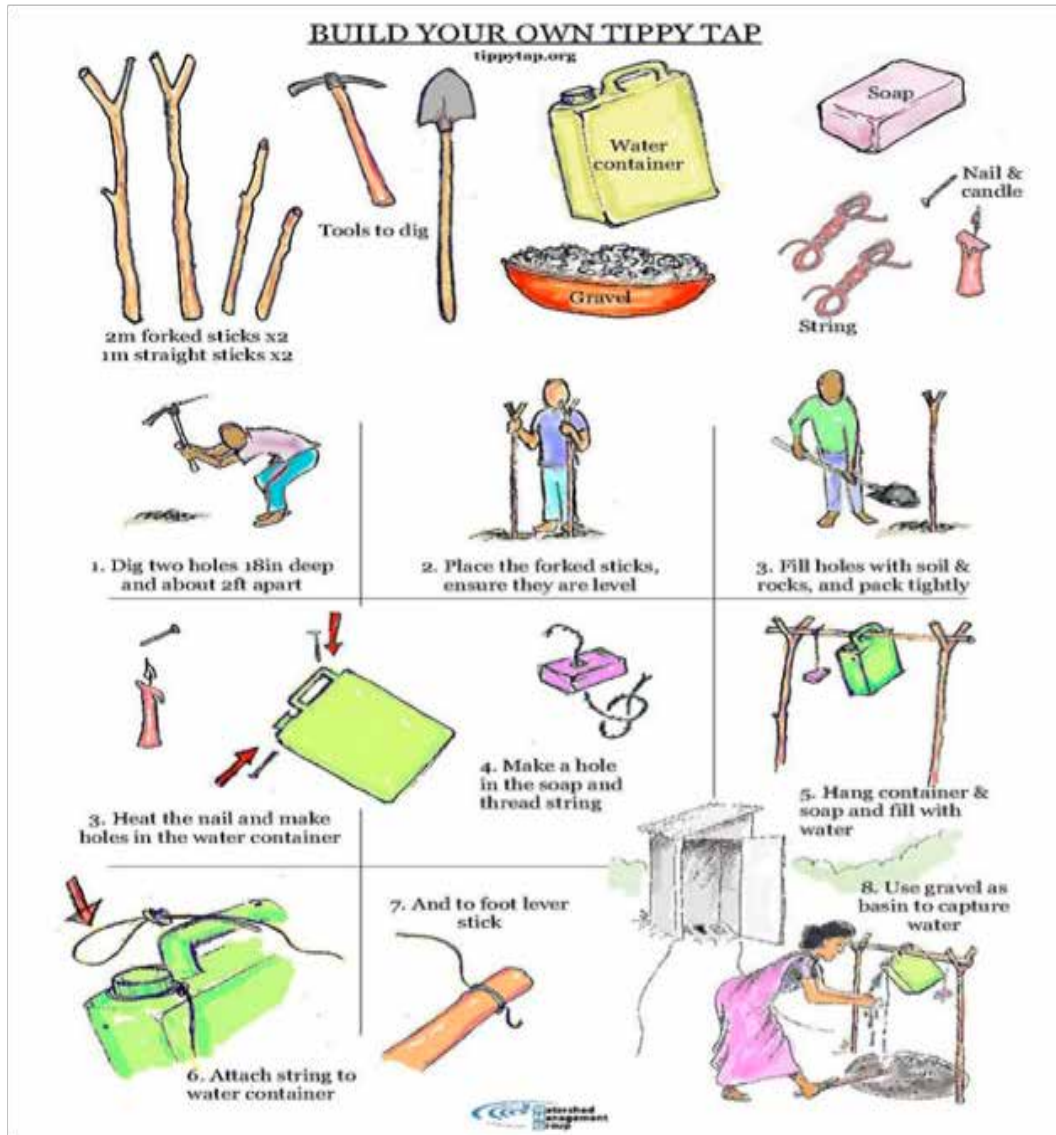 BUILD YOUR OWN TIPPY TAP
tippytap.org
Soap
Water
container
Nail &
candle
Tools to dig
Gravel
String
2m forked sticks x2
1m straight sticks x2
1. Dig two holes 18in deep
and about 2ft apart
2. Place the forked sticks,
ensure they are level
3. Fill holes with soil &
rocks, and pack tightly
3. Heat the nail and make
holes in the water container
4. Make a hole
in the soap and
thread string
5. Hang container &
soap and fill with
water
6. Attach string to
water container
7. And to foot lever
stick
8. Use gravel as
basin to capture
water
Watershed
Management
Group